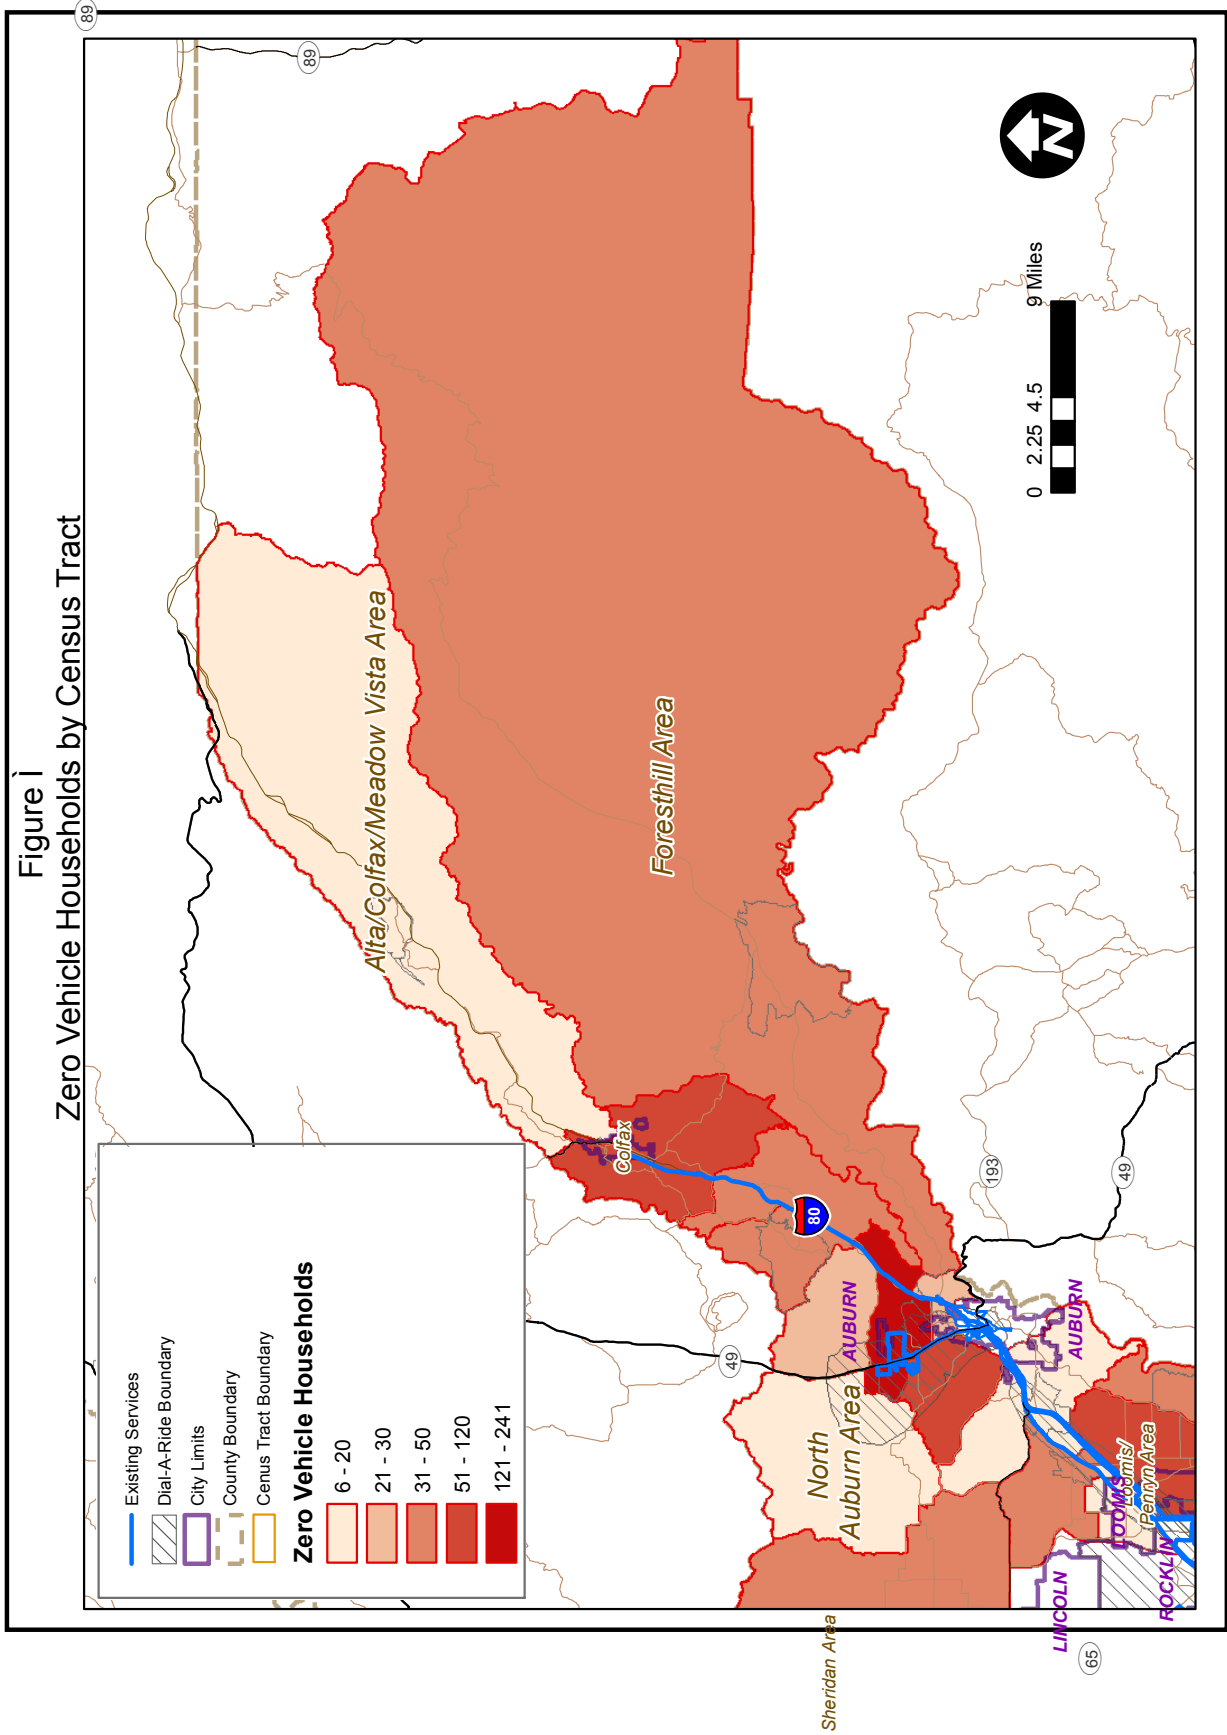 Figure Ì
Zero Vehicle Households by Census Tract
Existing Services
Dial-A-Ride Boundary
City Limits
County Boundary
Cenus Tract Boundary
Zero Vehicle Households
6 - 20
21 - 30
31 - 50
51 - 120
121 - 241
89
89
Alta/Colfax/Meadow Vista Area
Foresthill Area
Colfax
80
49
AUBURN
North
Auburn Area
193
49
AUBURN
Loomis/
Penryn Area
LOOMIS
ROCKLIN
LINCOLN
65
Sheridan Area
0 2.25 4.5 9 Miles
N